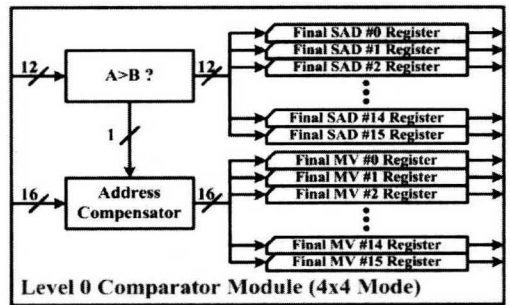 12
A>B ?
12
Final SAD #0 Register
Final SAD #1 Register
Final SAD #2 Register
Final SAD #14 Register
Final SAD #15 Register
1
16
Address
Compensator
16
Final MV #0 Register
Final MV #1 Register
Final MV #2 Register
Final MV #14 Register
Final MV #15 Register
Level 0 Comparator Module (4x4 Mode)